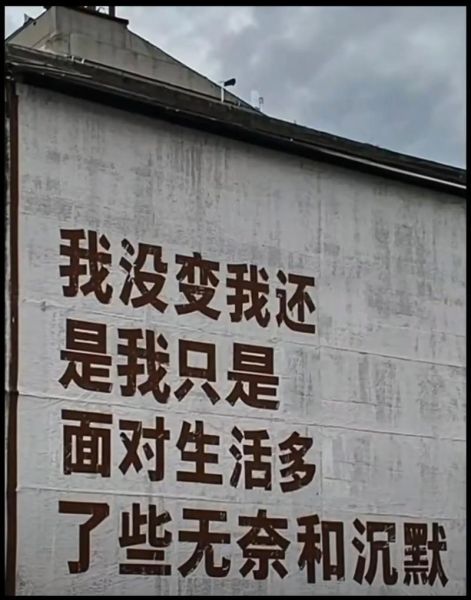 我没变我还
是我只是
面对生活多
了些无奈和沉默